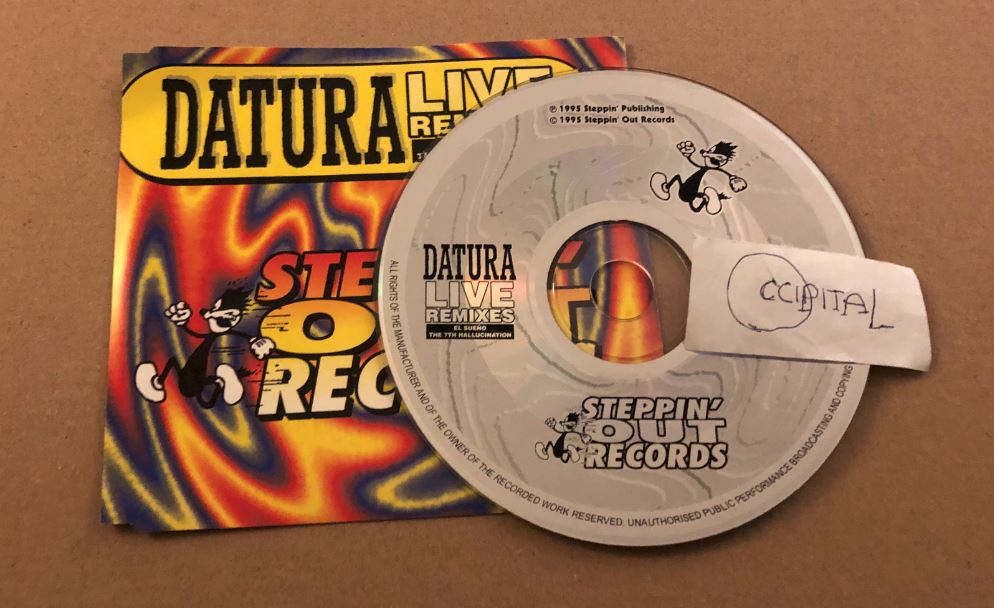 DATURA LIVE
REMIXES
℗ 1995 Steppin' Publishing
© 1995 Steppin' Out Records
DATURA
LIVE
REMIXES
EL SUEÑO
THE 7TH HALLUCINATION
STEPPIN'
OUT
RECORDS
ALL RIGHTS OF THE MANUFACTURER AND OF THE OWNER OF THE RECORDED WORK RESERVED. UNAUTHORISED PUBLIC PERFORMANCE BROADCASTING AND COPYING
STE
O
REC
OCCIPITAL